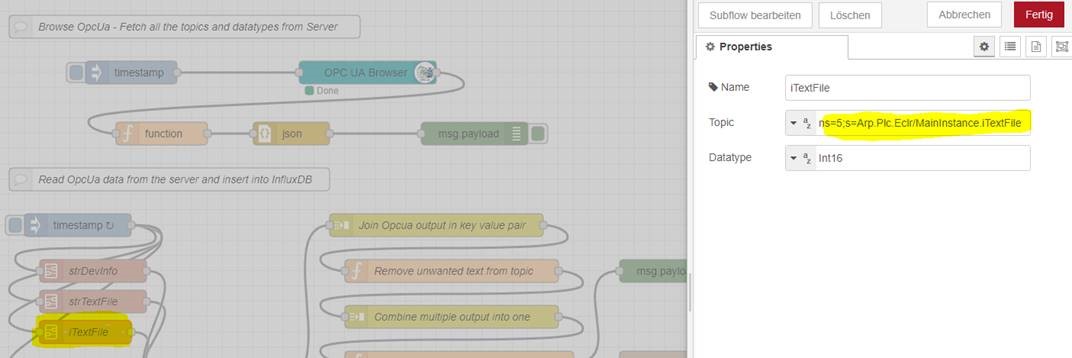 Browse OpcUa - Fetch all the topics and datatypes from Server
timestamp
OPC UA Browser
Done
function
json
msg.payload
Read OpcUa data from the server and insert into InfluxDB
timestamp ↻
strDevInfo
strTextFile
iTextFile
Join Opcua output in key value pair
Remove unwanted text from topic
Combine multiple output into one
msg.payloa
Subflow bearbeiten
Löschen
Abbrechen
Fertig
Properties
Name
iTextFile
Topic
ns=5;s=Arp.Plc.Eclr/MainInstance.iTextFile
Datatype
Int16